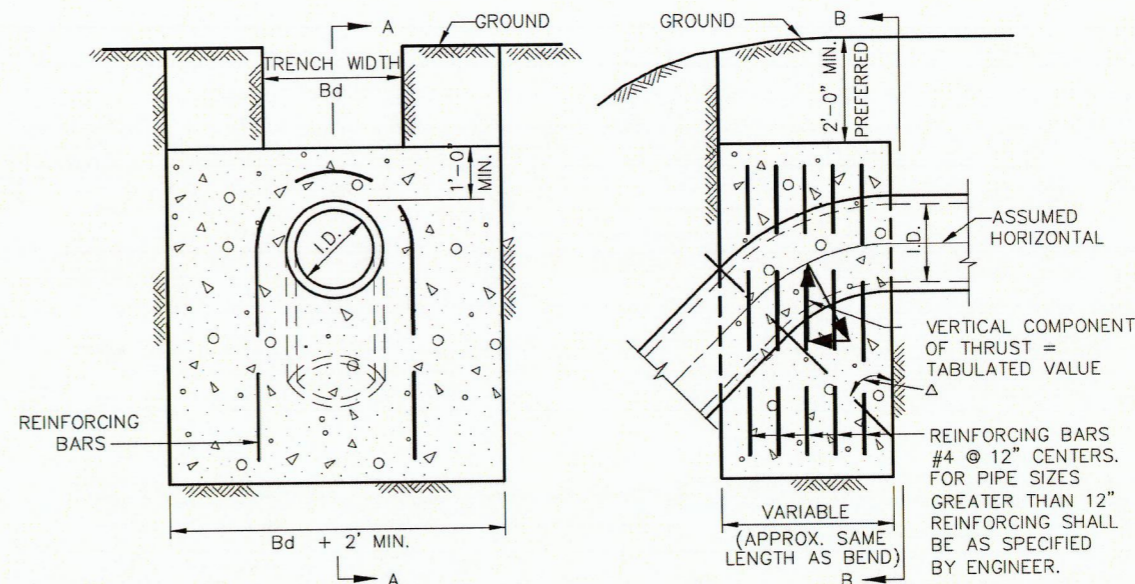 A
GROUND
TRENCH WIDTH
Bd
1'-0"
MIN.
I.D.
REINFORCING
BARS
Bd + 2' MIN.
A
GROUND
B
2'-0" MIN.
PREFERRED
I.D.
ASSUMED
HORIZONTAL
VERTICAL COMPONENT
OF THRUST =
TABULATED VALUE
Δ
REINFORCING BARS
#4 @ 12" CENTERS.
FOR PIPE SIZES
GREATER THAN 12"
REINFORCING SHALL
BE AS SPECIFIED
BY ENGINEER.
VARIABLE
(APPROX. SAME
LENGTH AS BEND)
B